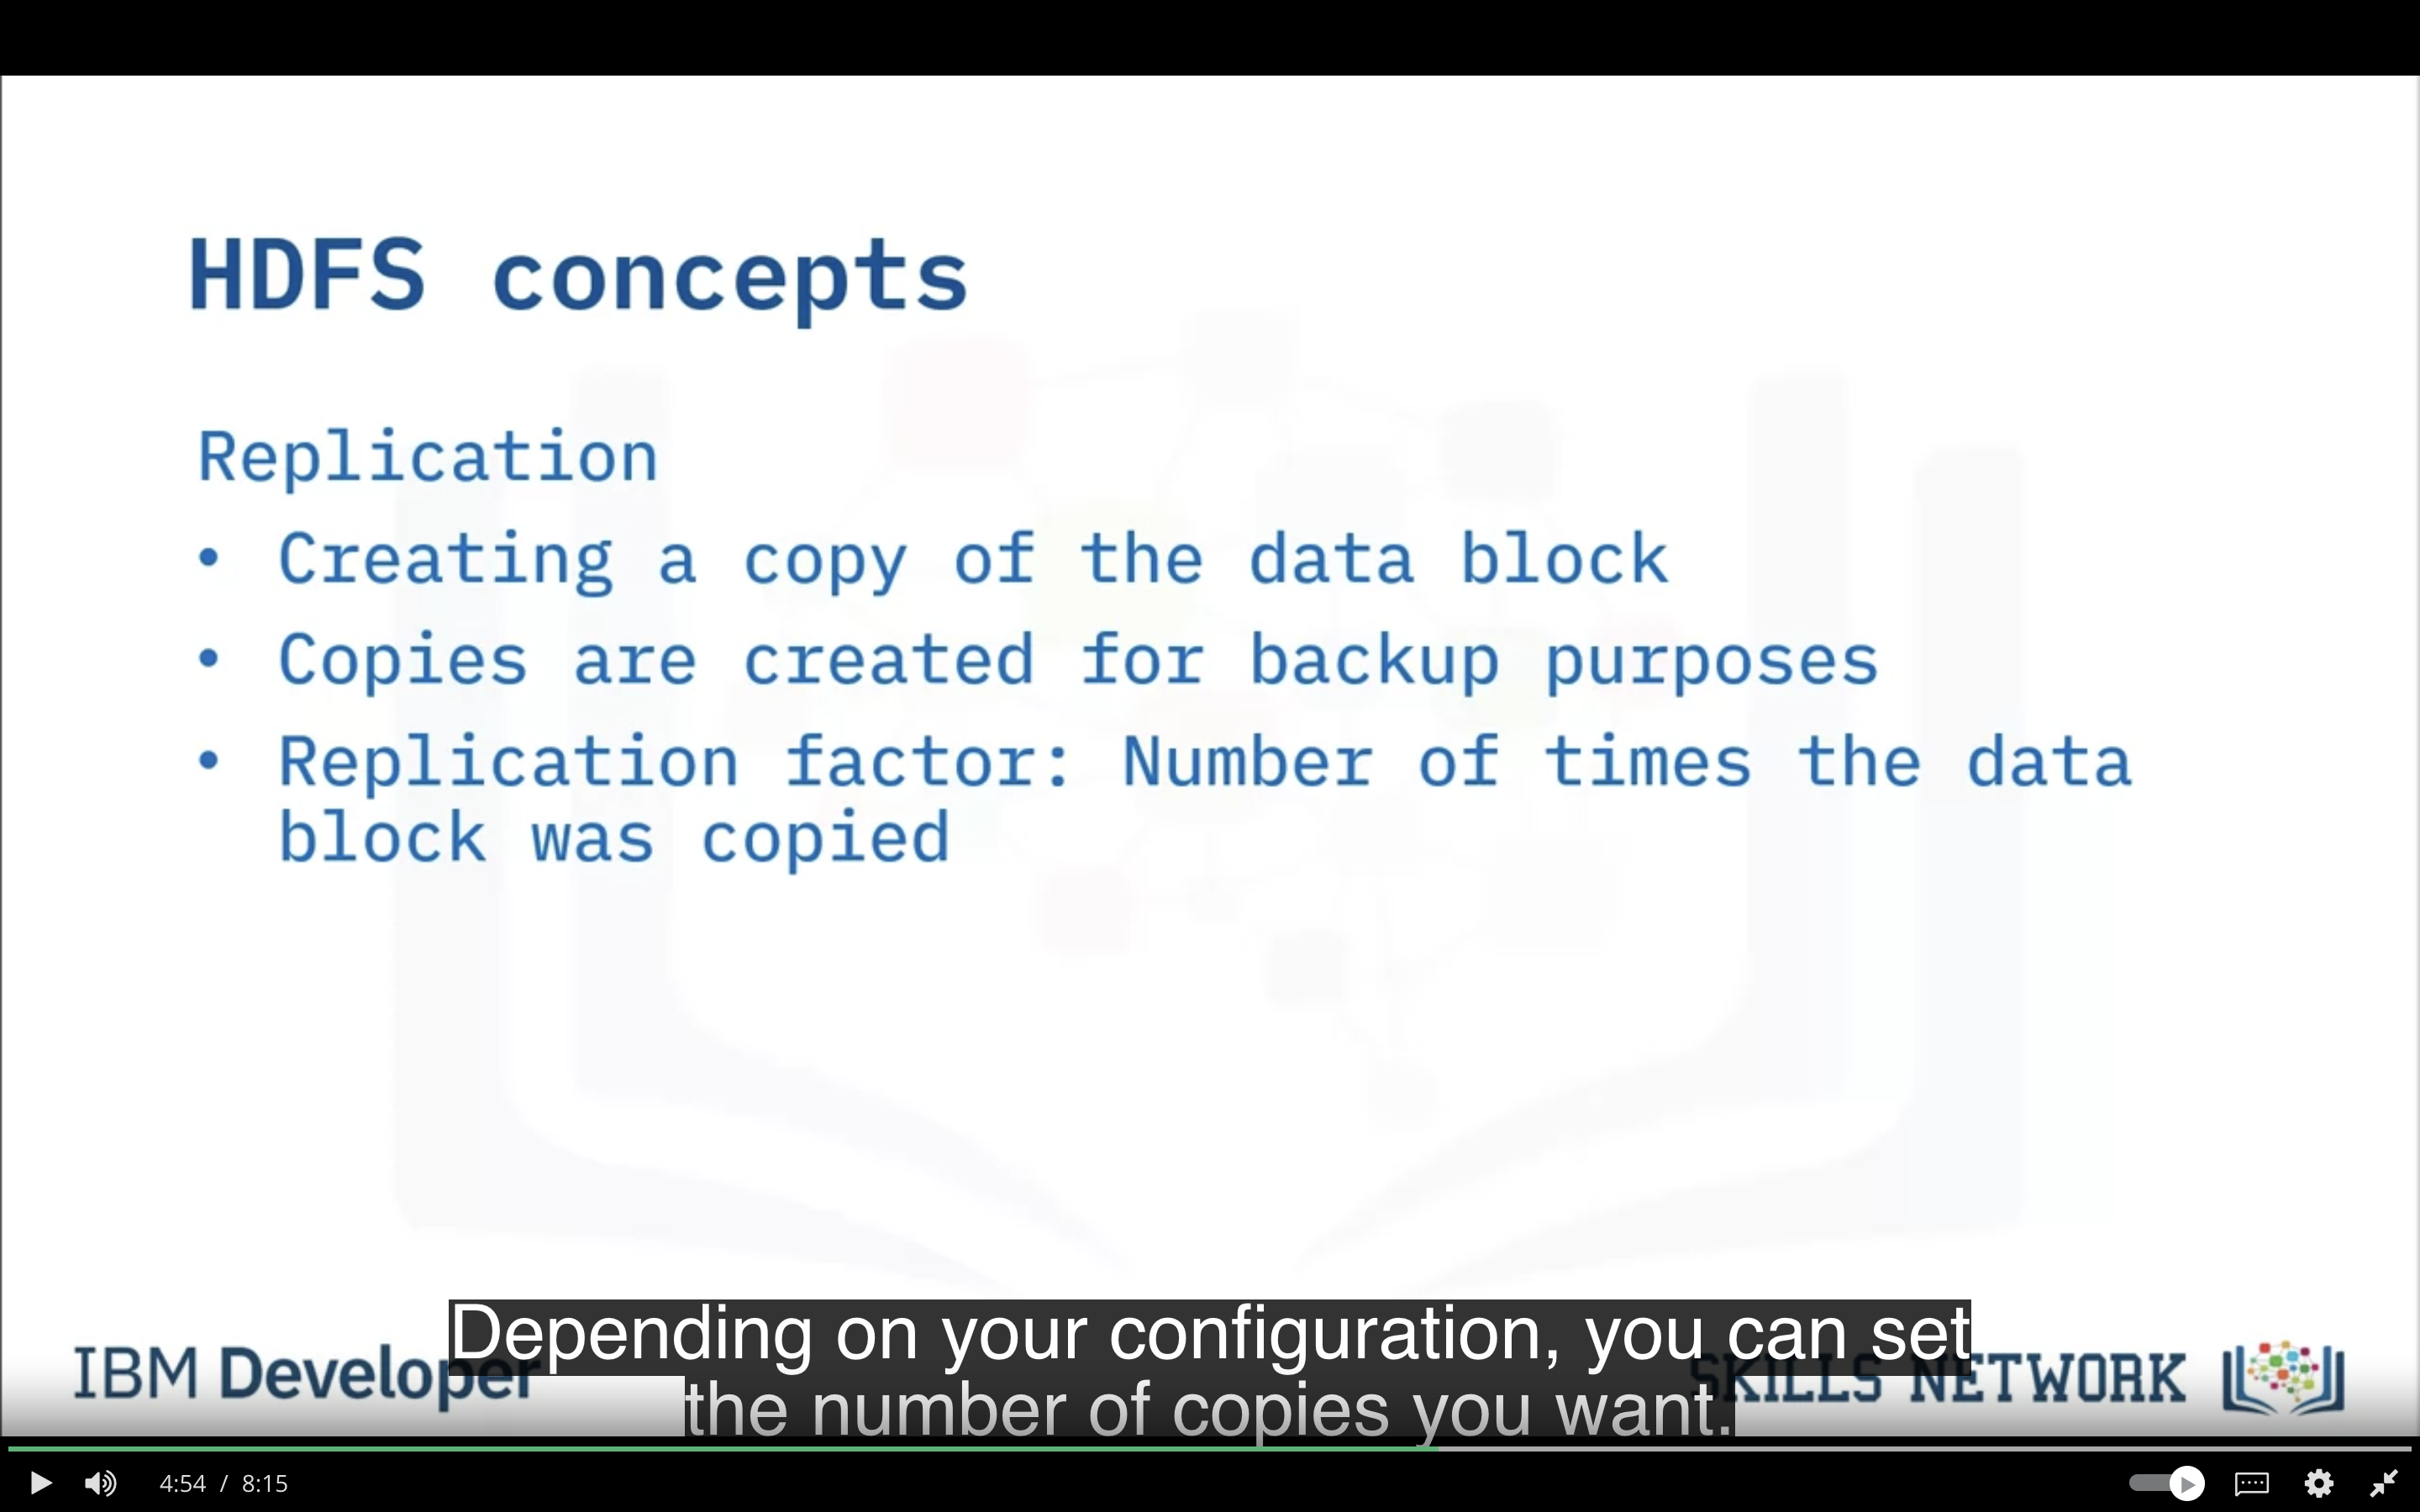 HDFS concepts
Replication
• Creating a copy of the data block
• Copies are created for backup purposes
• Replication factor: Number of times the data
block was copied
Depending on your configuration, you can set
the number of copies you want.
IBM Developer
SKILLS NETWORK
4:54 / 8:15